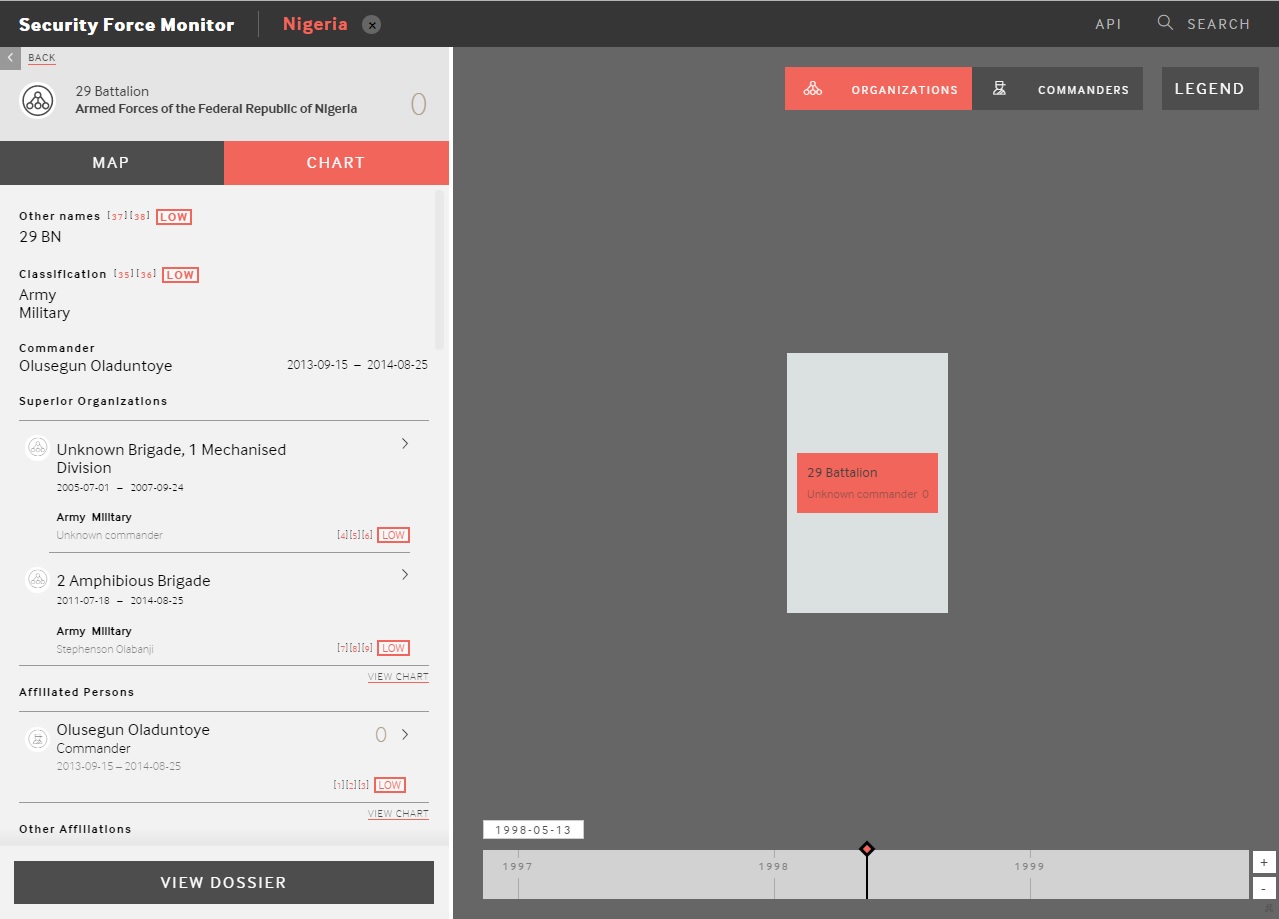 Security Force Monitor
Nigeria
API
SEARCH
BACK
29 Battalion
Armed Forces of the Federal Republic of Nigeria
0
MAP
CHART
Other names [37][38] LOW
29 BN
Classification [35][36] LOW
Army
Military
Commander
Olusegun Oladuntoye 2013-09-15 – 2014-08-25
Superior Organizations
Unknown Brigade, 1 Mechanised
Division
2005-07-01 – 2007-09-24
Army Military
Unknown commander [4][5][6] LOW
2 Amphibious Brigade
2011-07-18 – 2014-08-25
Army Military
Stephenson Olabanji [7][8][9] LOW
VIEW CHART
Affiliated Persons
Olusegun Oladuntoye 0
Commander
2013-09-15 – 2014-08-25
[1][2][3] LOW
VIEW CHART
Other Affiliations
VIEW DOSSIER
ORGANIZATIONS
COMMANDERS
LEGEND
29 Battalion
Unknown commander 0
1998-05-13
1997 1998 1999
+
-